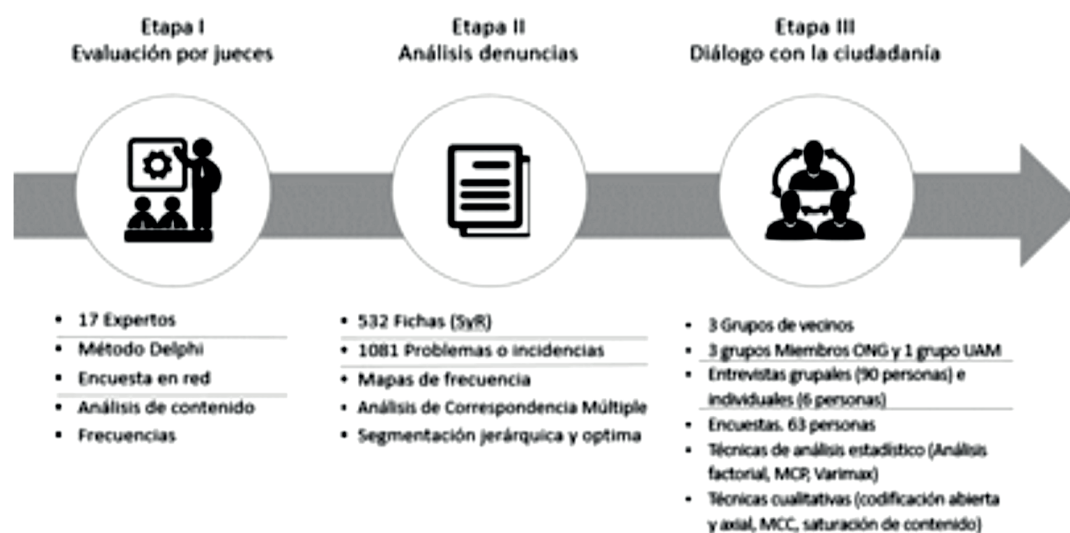 Etapa I
Evaluación por jueces
Etapa II
Análisis denuncias
Etapa III
Diálogo con la ciudadanía
• 17 Expertos
• Método Delphi
• Encuesta en red
• Análisis de contenido
• Frecuencias
• 532 Fichas (SyR)
• 1081 Problemas o incidencias
• Mapas de frecuencia
• Análisis de Correspondencia Múltiple
• Segmentación jerárquica y optima
• 3 Grupos de vecinos
• 3 grupos Miembros ONG y 1 grupo UAM
• Entrevistas grupales (90 personas) e
individuales (6 personas)
• Encuestas. 63 personas
• Técnicas de análisis estadístico (Análisis
factorial, MCP, Varimax)
• Técnicas cualitativas (codificación abierta
y axial, MCC, saturación de contenido)